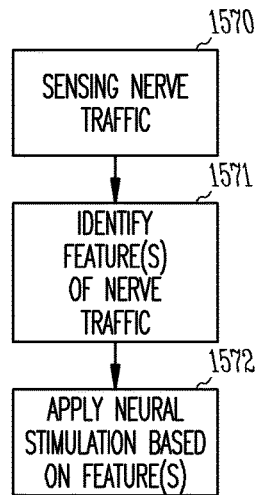 1570
SENSING NERVE
TRAFFIC
1571
IDENTIFY
FEATURE(S)
OF NERVE
TRAFFIC
1572
APPLY NEURAL
STIMULATION BASED
ON FEATURE(S)